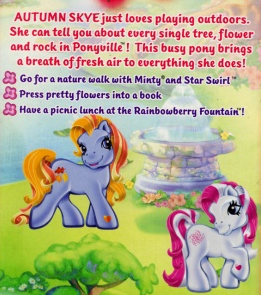 AUTUMN SKYE just loves playing outdoors.
She can tell you about every single tree, flower
and rock in Ponyville™! This busy pony brings
a breath of fresh air to everything she does!
Go for a nature walk with Minty® and Star Swirl™
Press pretty flowers into a book
Have a picnic lunch at the Rainbowberry Fountain™!